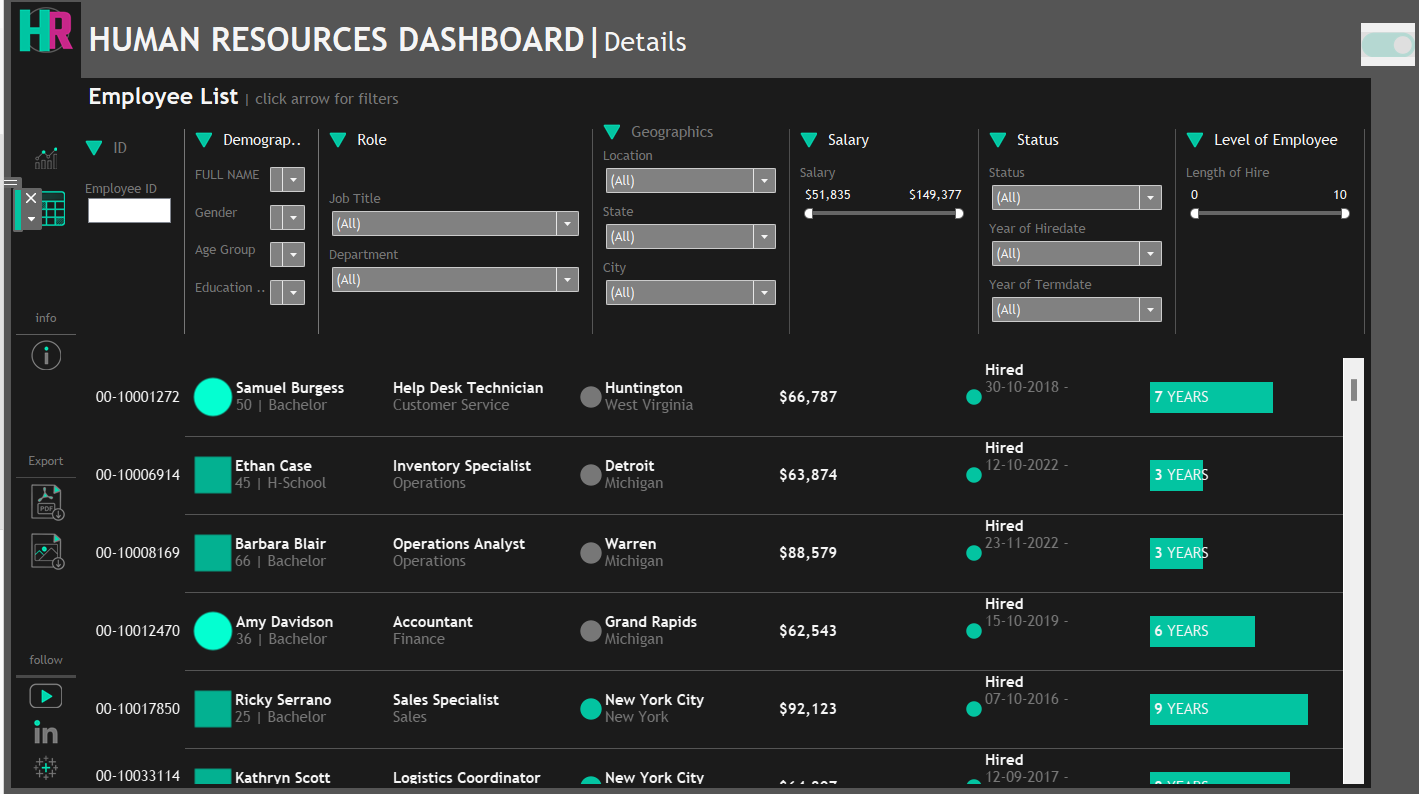 HR
HUMAN RESOURCES DASHBOARD | Details
Employee List | click arrow for filters
ID
Employee ID
Demograp..
FULL NAME
Gender
Age Group
Education ..
Role
Job Title
(All)
Department
(All)
Geographics
Location
(All)
State
(All)
City
(All)
Salary
Salary
$51,835 $149,377
Status
Status
(All)
Year of Hiredate
(All)
Year of Termdate
(All)
Level of Employee
Length of Hire
0 10
info
Export
PDF
follow
in
00-10001272
Samuel Burgess
50 | Bachelor
Help Desk Technician
Customer Service
Huntington
West Virginia
$66,787
Hired
30-10-2018 -
7 YEARS
00-10006914
Ethan Case
45 | H-School
Inventory Specialist
Operations
Detroit
Michigan
$63,874
Hired
12-10-2022 -
3 YEARS
00-10008169
Barbara Blair
66 | Bachelor
Operations Analyst
Operations
Warren
Michigan
$88,579
Hired
23-11-2022 -
3 YEARS
00-10012470
Amy Davidson
36 | Bachelor
Accountant
Finance
Grand Rapids
Michigan
$62,543
Hired
15-10-2019 -
6 YEARS
00-10017850
Ricky Serrano
25 | Bachelor
Sales Specialist
Sales
New York City
New York
$92,123
Hired
07-10-2016 -
9 YEARS
00-10033114
Kathryn Scott
Logistics Coordinator
New York City
Hired
12-09-2017 -